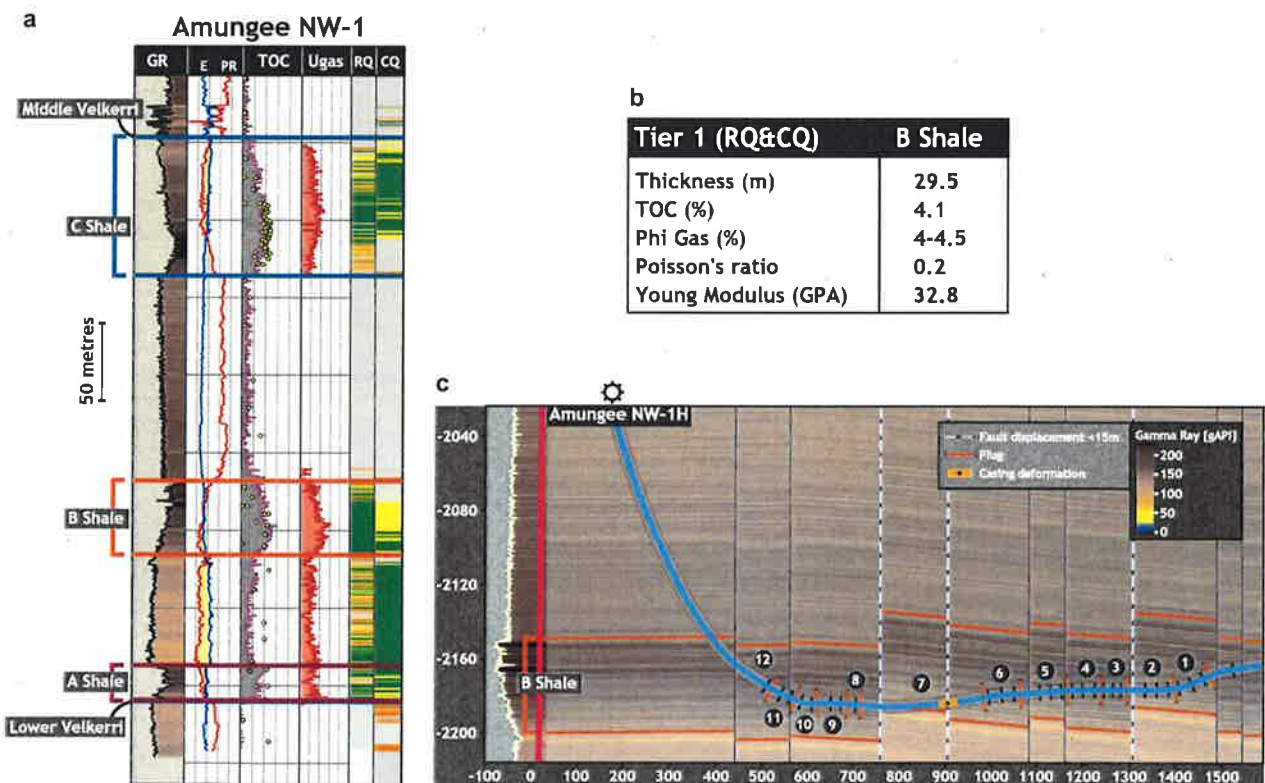 a
Amungee NW-1
GR E PR TOC Ugas RQ CQ
Middle Velkerri
C Shale
50 metres
B Shale
A Shale
Lower Velkerri
b
Tier 1 (RQ&CQ) B Shale
Thickness (m) 29.5
TOC (%) 4.1
Phi Gas (%) 4-4.5
Poisson's ratio 0.2
Young Modulus (GPA) 32.8
c
Amungee NW-1H
Fault displacement <15m
Plug
Casing deformation
Gamma Ray [gAPI]
200
150
100
50
0
-2040
-2080
-2120
-2160
-2200
B Shale
12 11 10 9 8 7 6 5 4 3 2 1
-100 0 100 200 300 400 500 600 700 800 900 1000 1100 1200 1300 1400 1500